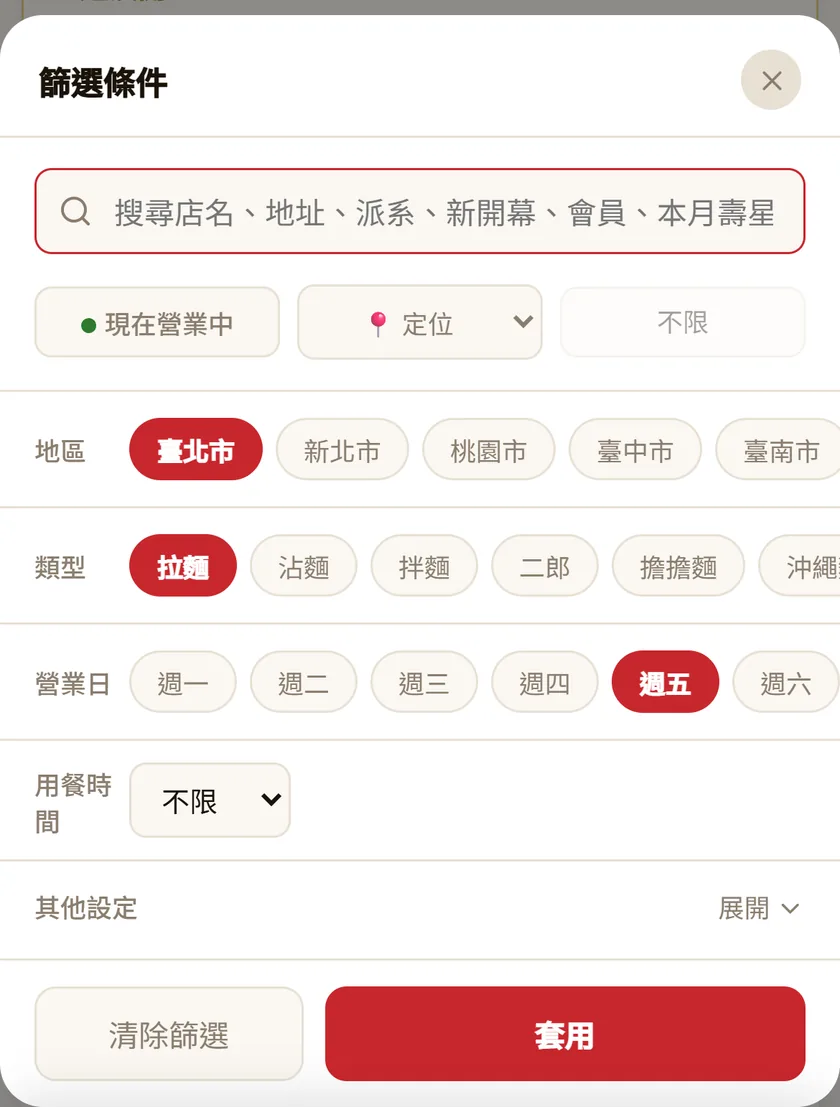 篩選條件
搜尋店名、地址、派系、新開幕、會員、本月壽星
現在營業中 定位 不限
地區 臺北市 新北市 桃園市 臺中市 臺南市
類型 拉麵 沾麵 拌麵 二郎 擔擔麵 沖繩
營業日 週一 週二 週三 週四 週五 週六
用餐時
間 不限
其他設定 展開
清除篩選 套用